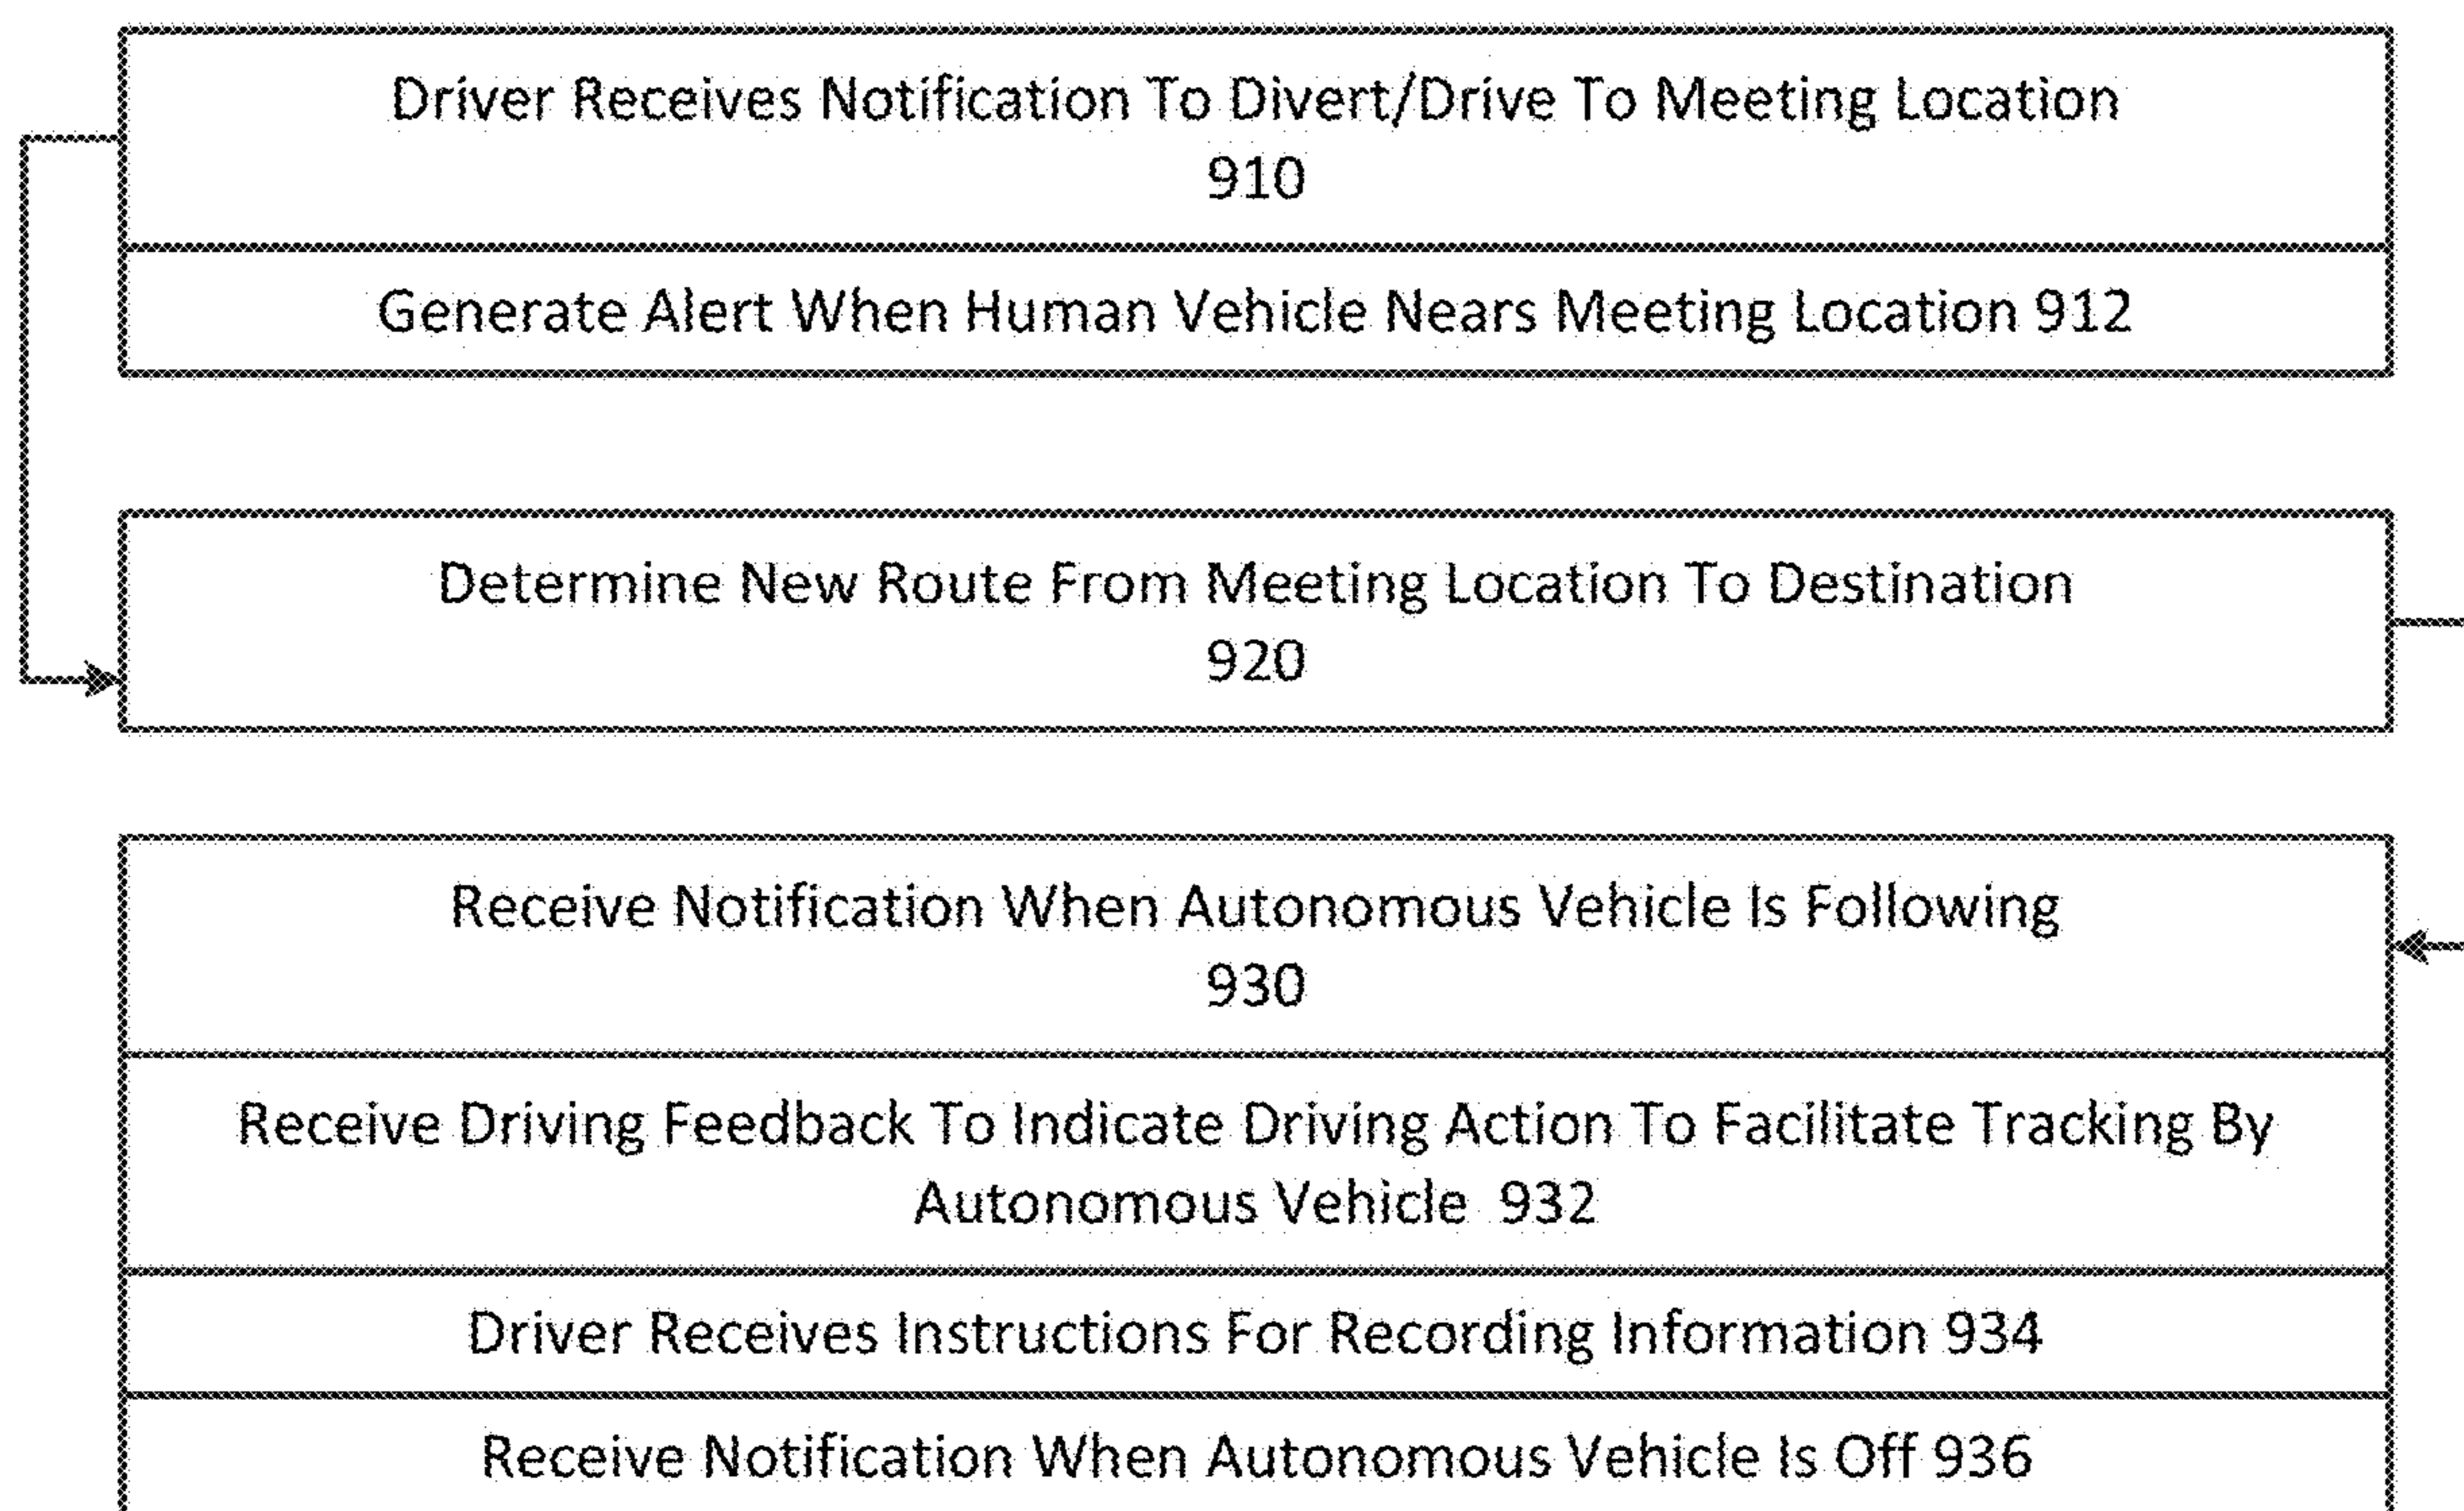 Driver Receives Notification To Divert/Drive To Meeting Location
910
Generate Alert When Human Vehicle Nears Meeting Location 912
Determine New Route From Meeting Location To Destination
920
Receive Notification When Autonomous Vehicle Is Following
930
Receive Driving Feedback To Indicate Driving Action To Facilitate Tracking By
Autonomous Vehicle 932
Driver Receives Instructions For Recording Information 934
Receive Notification When Autonomous Vehicle Is Off 936